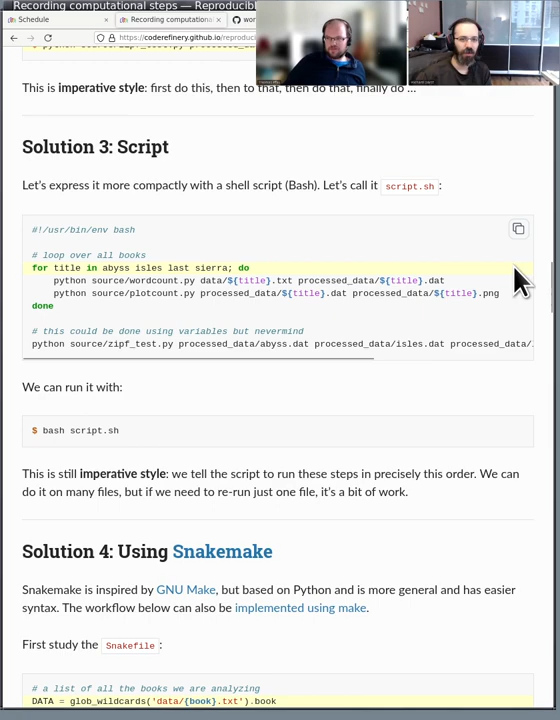 Recording computational steps — Reproducib
Schedule × Recording computational wor
https://coderefinery.github.io/reproduci
This is imperative style: first do this, then to that, then do that, finally do ...
Solution 3: Script
Let's express it more compactly with a shell script (Bash). Let's call it script.sh:
#!/usr/bin/env bash
# loop over all books
for title in abyss isles last sierra; do
    python source/wordcount.py data/${title}.txt processed_data/${title}.dat
    python source/plotcount.py processed_data/${title}.dat processed_data/${title}.png
done
# this could be done using variables but nevermind
python source/zipf_test.py processed_data/abyss.dat processed_data/isles.dat processed_data/
We can run it with:
$ bash script.sh
This is still imperative style: we tell the script to run these steps in precisely this order. We can
do it on many files, but if we need to re-run just one file, it's a bit of work.
Solution 4: Using Snakemake
Snakemake is inspired by GNU Make, but based on Python and is more general and has easier
syntax. The workflow below can also be implemented using make.
First study the Snakefile:
# a list of all the books we are analyzing
DATA = glob_wildcards('data/{book}.txt').book